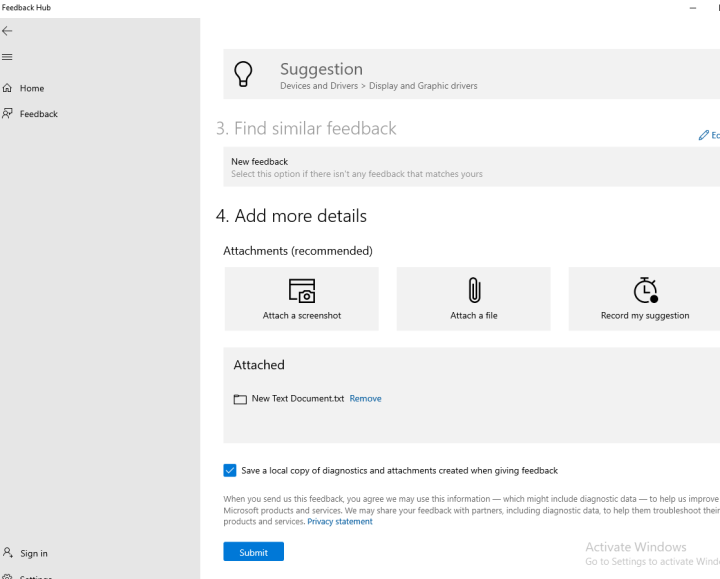 Feedback Hub
Home
Feedback
Suggestion
Devices and Drivers > Display and Graphic drivers
3. Find similar feedback
New feedback
Select this option if there isn't any feedback that matches yours
4. Add more details
Attachments (recommended)
Attach a screenshot
Attach a file
Record my suggestion
Attached
New Text Document.txt Remove
Save a local copy of diagnostics and attachments created when giving feedback
When you send us this feedback, you agree we may use this information — which might include diagnostic data — to help us improve
Microsoft products and services. We may share your feedback with partners, including diagnostic data, to help them troubleshoot their
products and services. Privacy statement
Submit
Activate Windows
Go to Settings to activate
Sign in
Settings